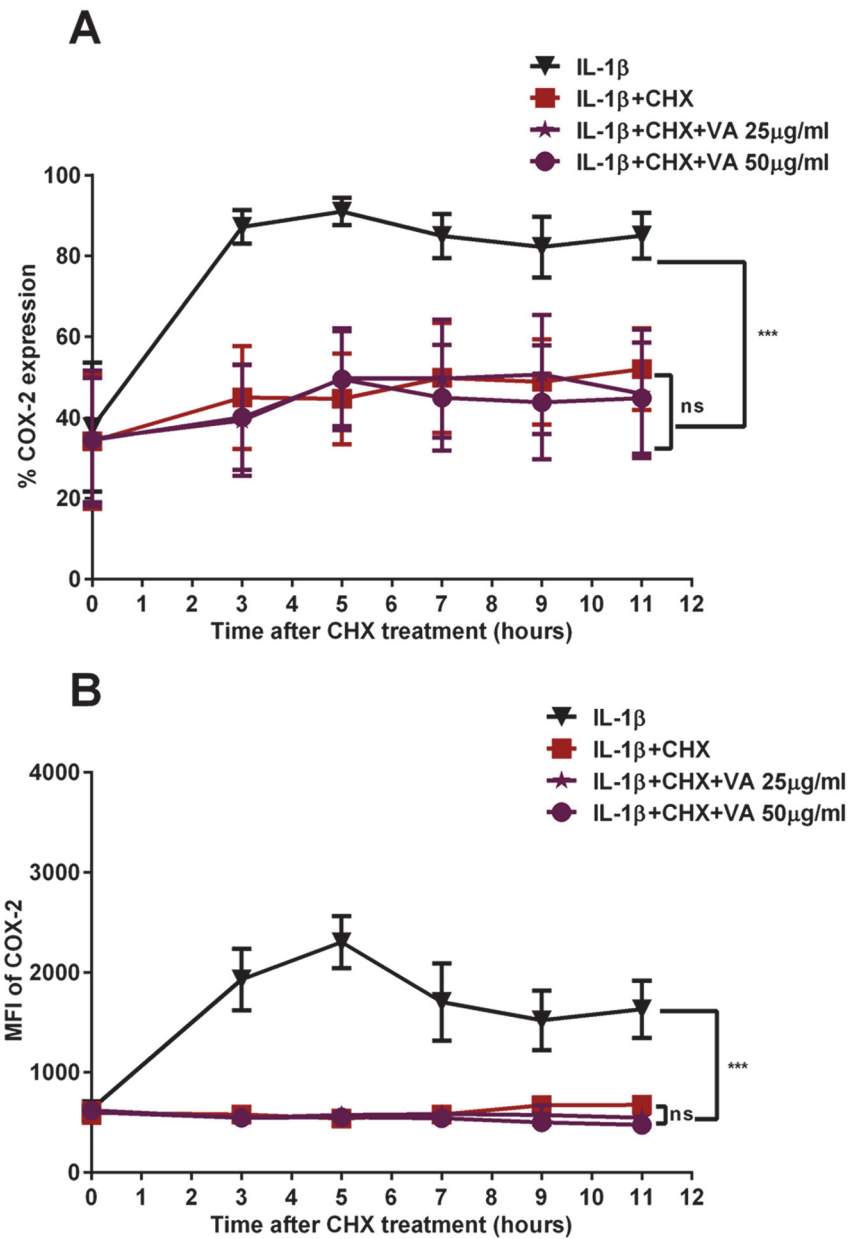 A
IL-1β
IL-1β+CHX
IL-1β+CHX+VA 25μg/ml
IL-1β+CHX+VA 50μg/ml
100
80
60
40
20
0
% COX-2 expression
***
ns
0 1 2 3 4 5 6 7 8 9 10 11 12
Time after CHX treatment (hours)
B
IL-1β
IL-1β+CHX
IL-1β+CHX+VA 25μg/ml
IL-1β+CHX+VA 50μg/ml
4000
3000
2000
1000
0
MFI of COX-2
***
ns
0 1 2 3 4 5 6 7 8 9 10 11 12
Time after CHX treatment (hours)